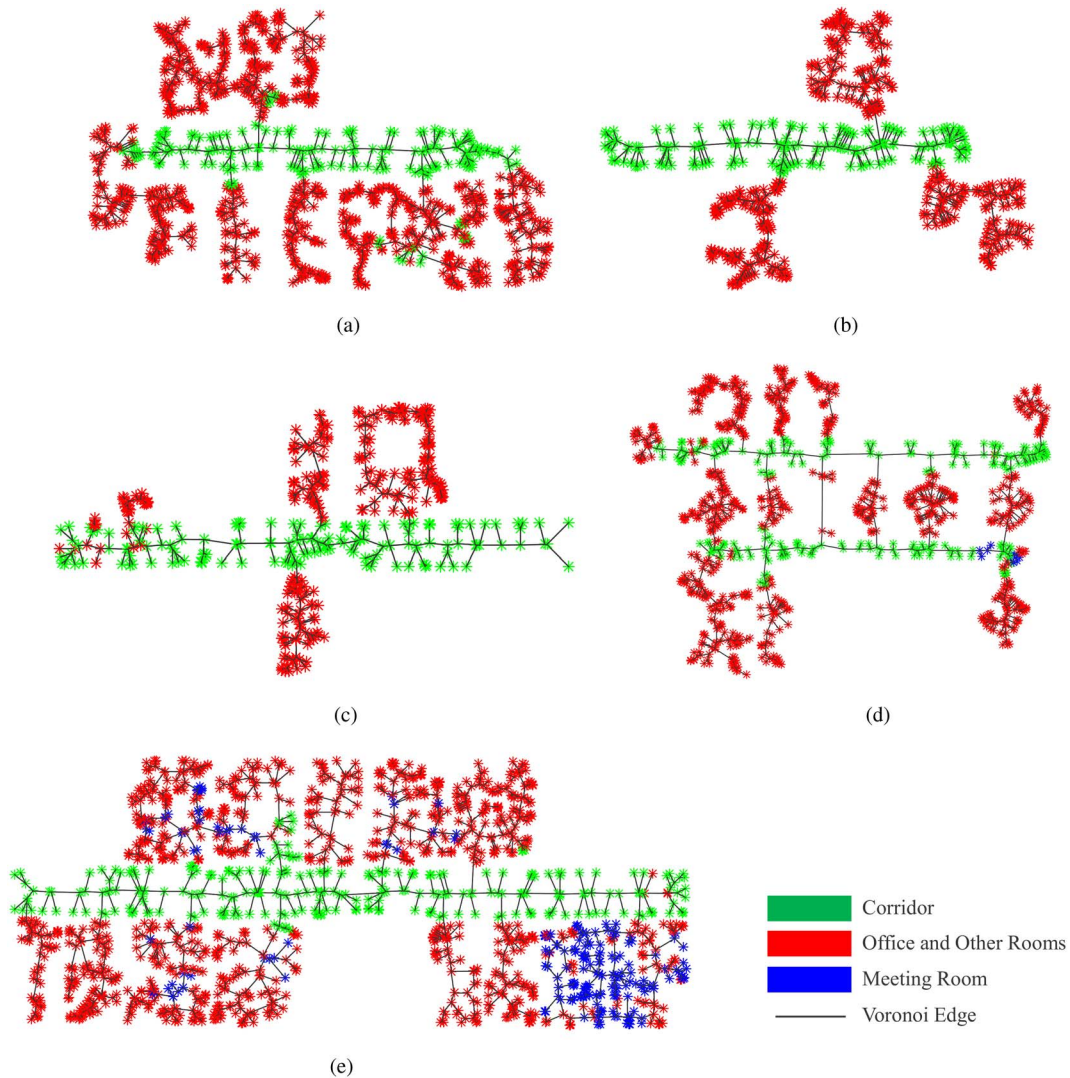 (a)
(b)
(c)
(d)
(e)
Corridor
Office and Other Rooms
Meeting Room
Voronoi Edge